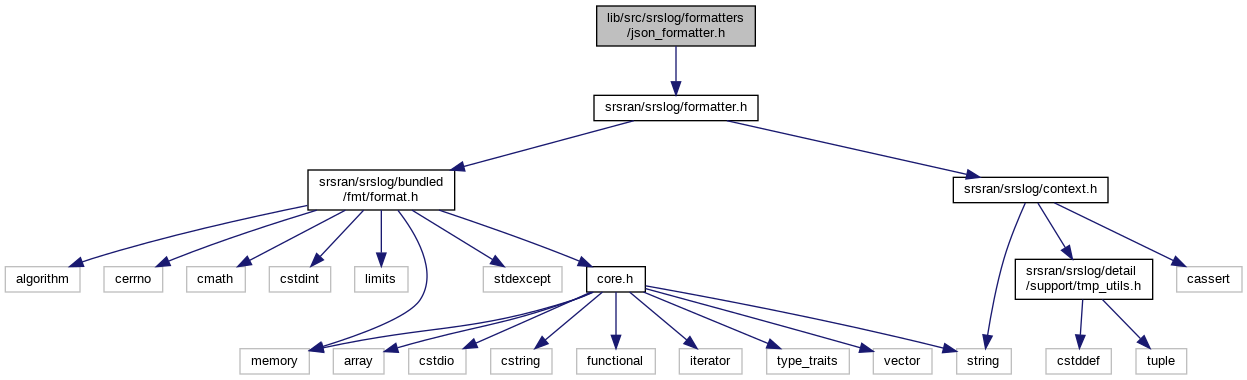 lib/src/srslog/formatters
/json_formatter.h
srsran/srslog/formatter.h
srsran/srslog/bundled
/fmt/format.h
srsran/srslog/context.h
algorithm
cerrno
cmath
cstdint
limits
stdexcept
core.h
srsran/srslog/detail
/support/tmp_utils.h
cassert
memory
array
cstdio
cstring
functional
iterator
type_traits
vector
string
cstddef
tuple